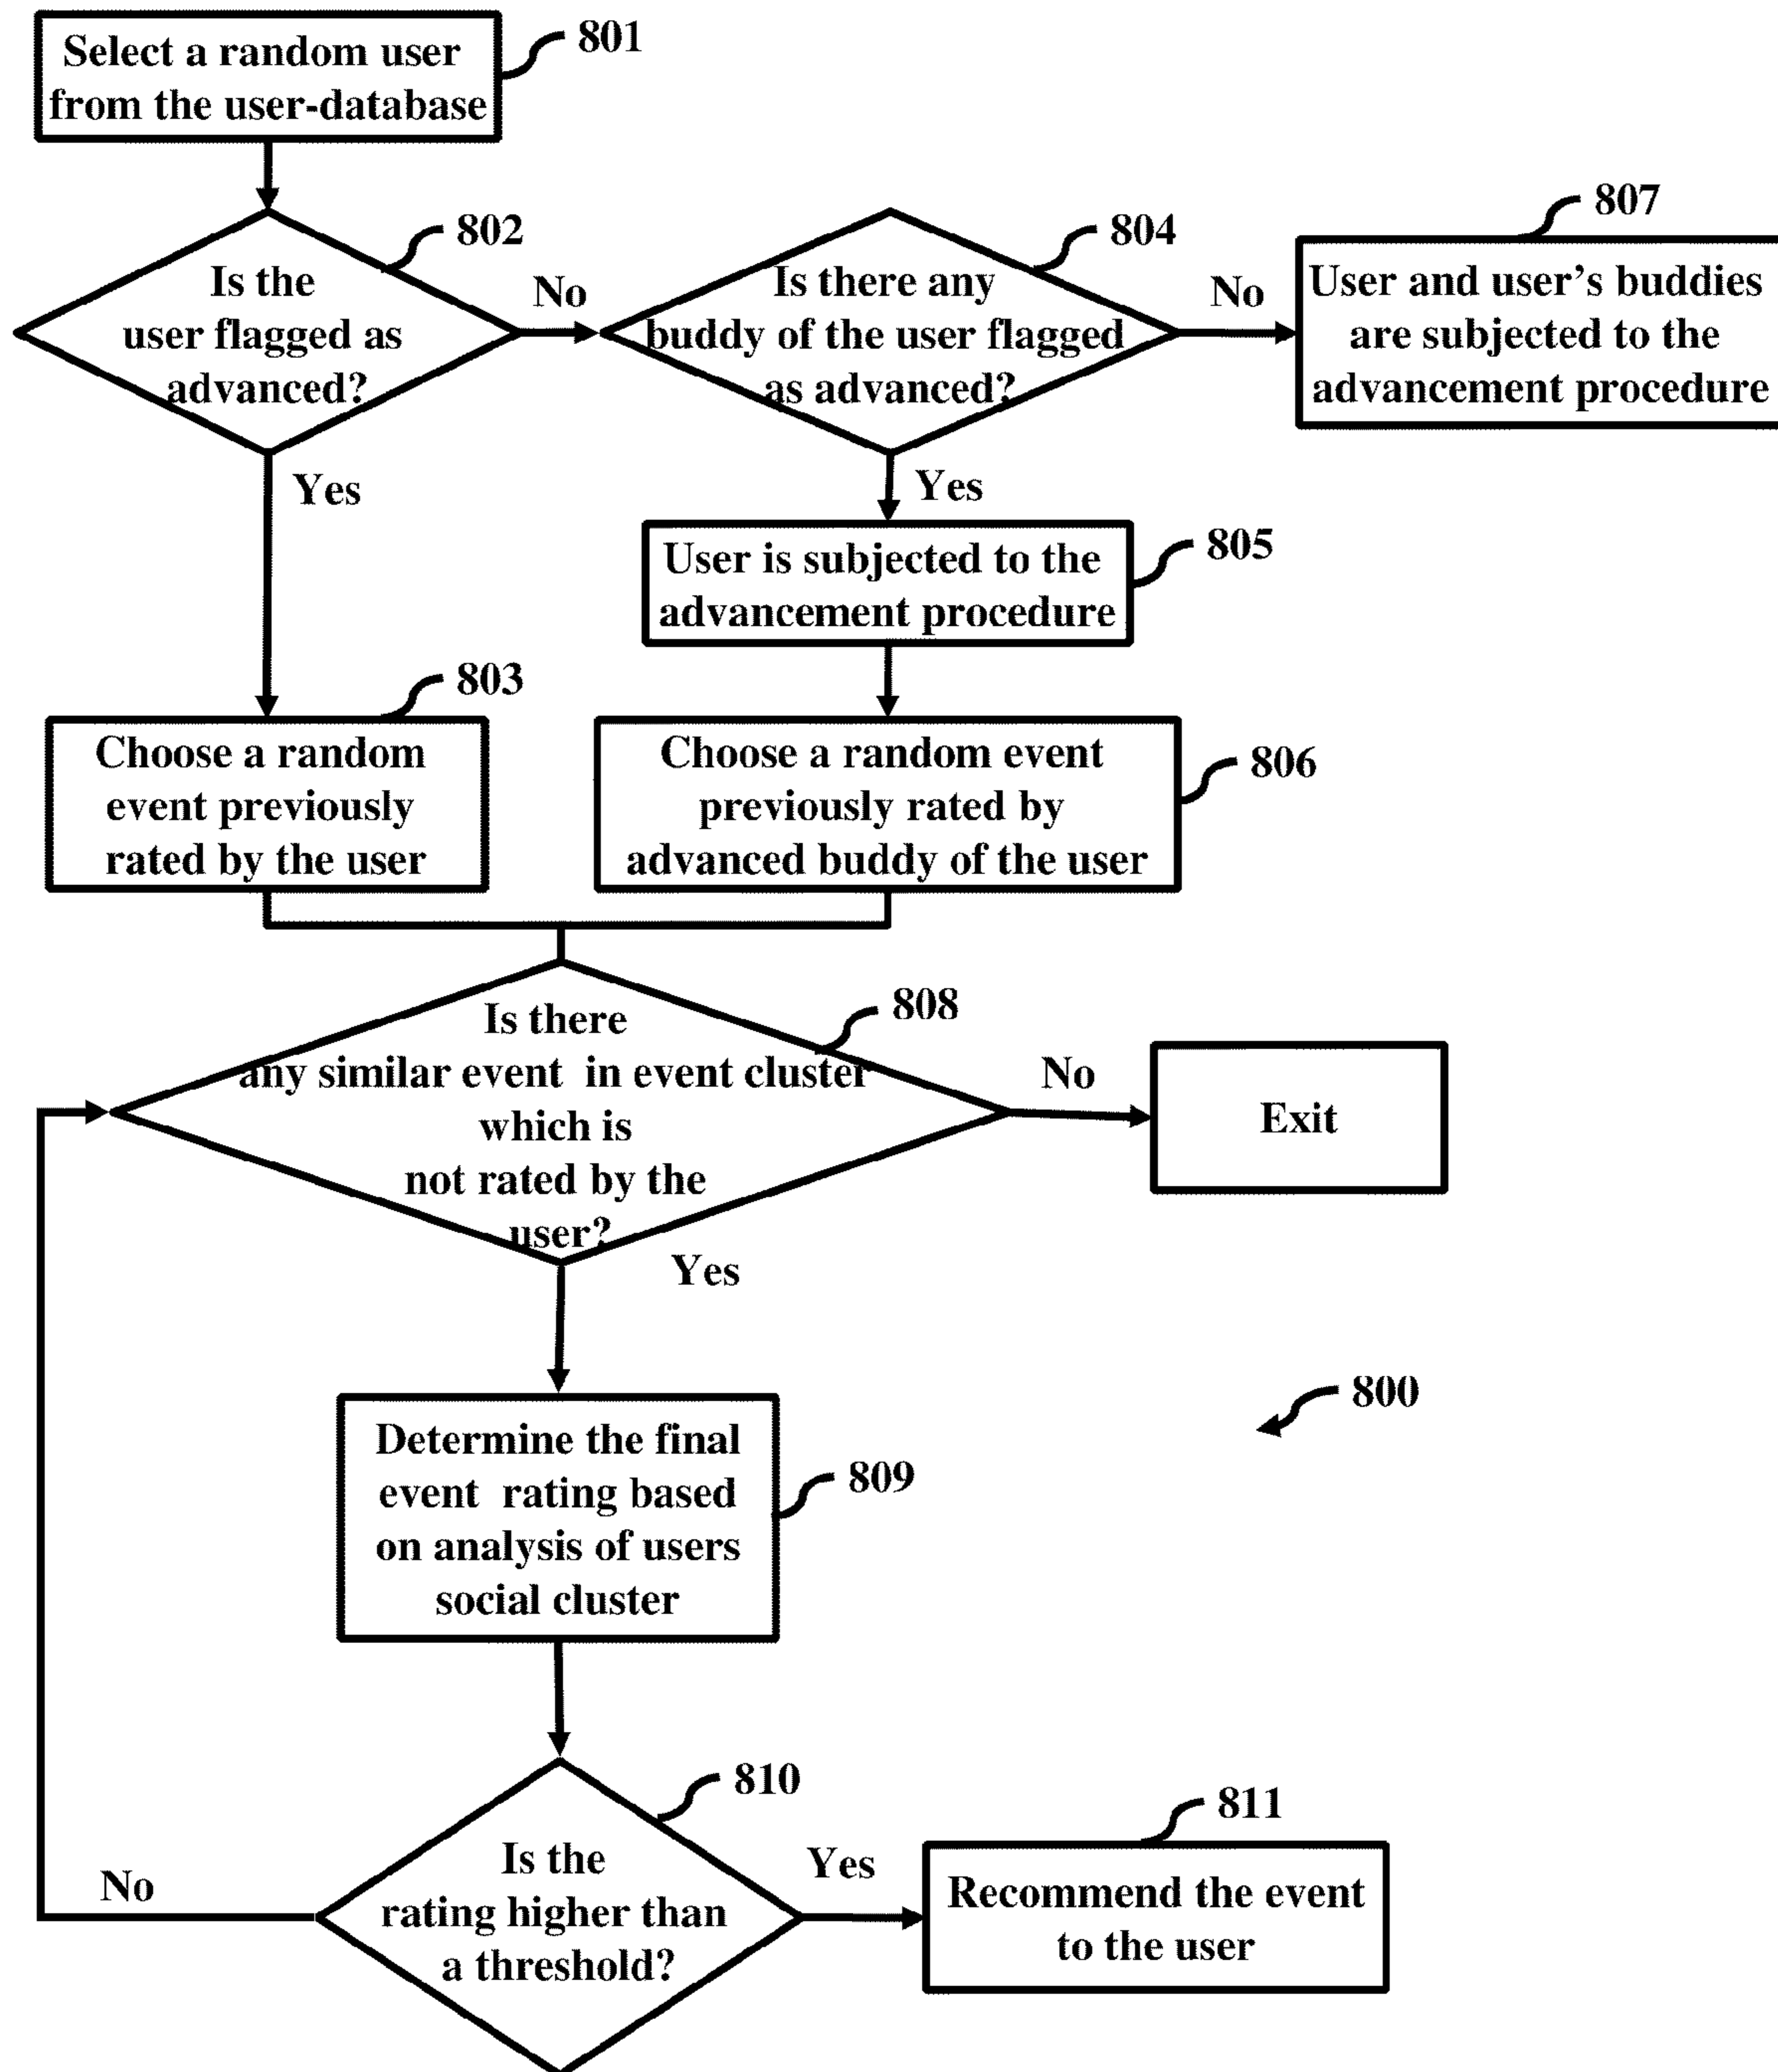 Select a random user
from the user-database
801
802
Is the
user flagged as
advanced?
No
Yes
804
Is there any
buddy of the user flagged
as advanced?
No
Yes
807
User and user's buddies
are subjected to the
advancement procedure
User is subjected to the
advancement procedure
805
803
Choose a random
event previously
rated by the user
Choose a random event
previously rated by
advanced buddy of the user
806
808
Is there
any similar event in event cluster
which is
not rated by the
user?
No
Exit
Yes
800
Determine the final
event rating based
on analysis of users
social cluster
809
810
Is the
rating higher than
a threshold?
No
Yes
811
Recommend the event
to the user